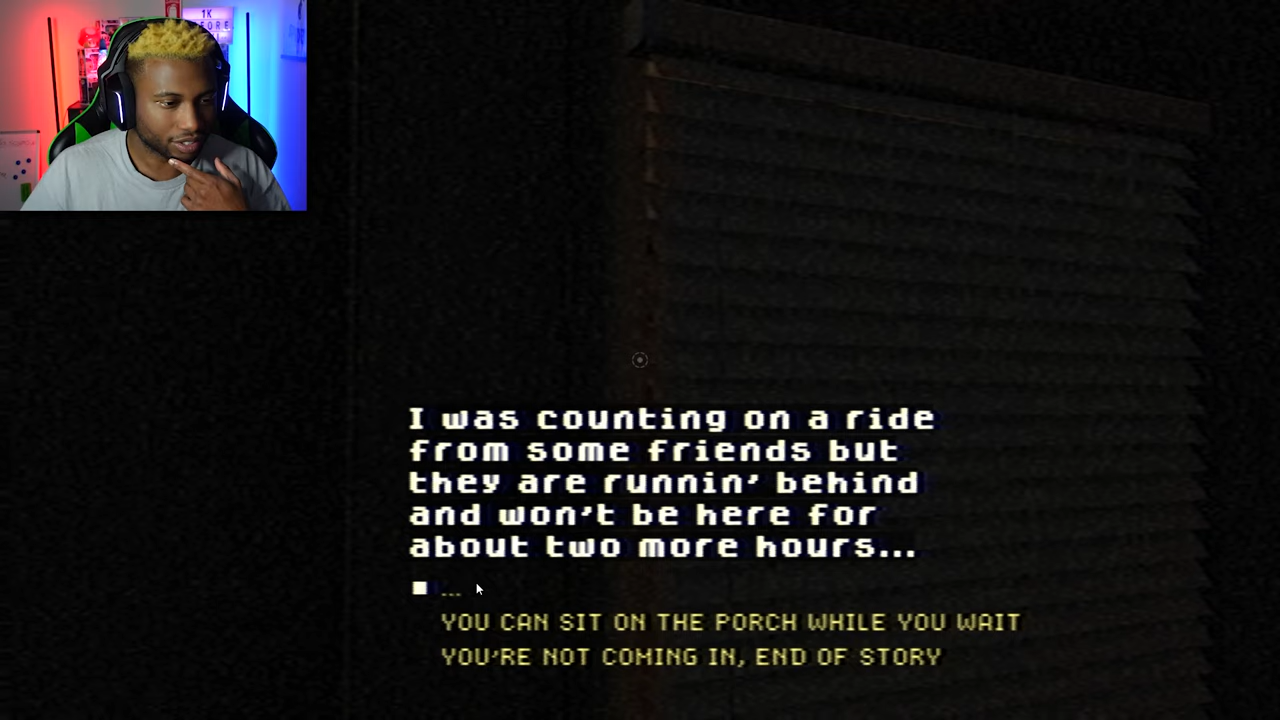 1K
I was counting on a ride
from some friends but
they are runnin' behind
and won't be here for
about two more hours...
...
YOU CAN SIT ON THE PORCH WHILE YOU WAIT
YOU'RE NOT COMING IN, END OF STORY